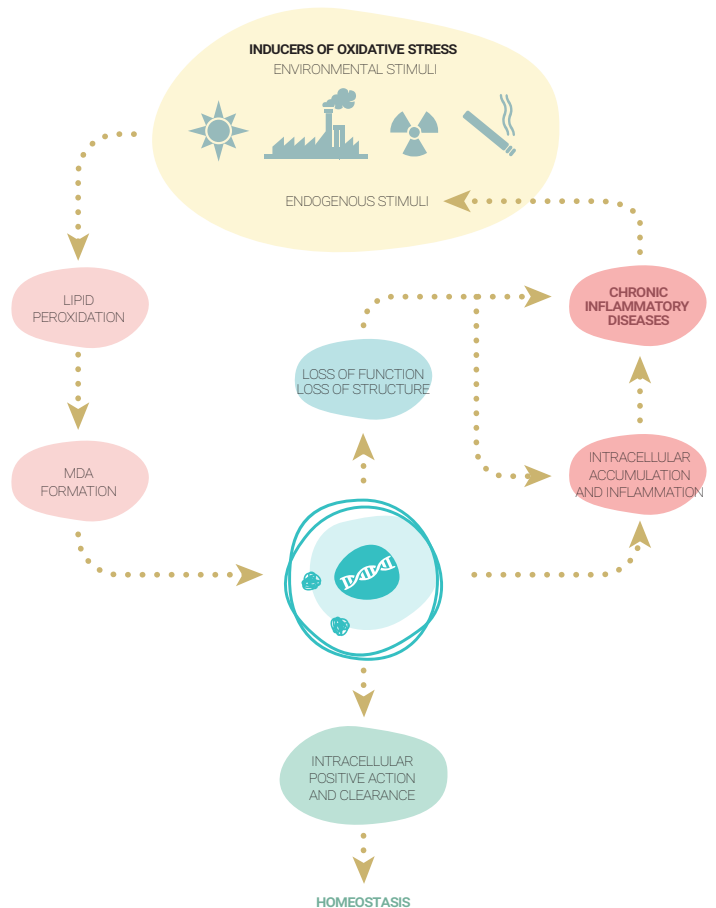 INDUCERS OF OXIDATIVE STRESS
ENVIRONMENTAL STIMULI
ENDOGENOUS STIMULI
LIPID
PEROXIDATION
CHRONIC
INFLAMMATORY
DISEASES
LOSS OF FUNCTION
LOSS OF STRUCTURE
MDA
FORMATION
INTRACELLULAR
ACCUMULATION
AND INFLAMMATION
INTRACELLULAR
POSITIVE ACTION
AND CLEARANCE
HOMEOSTASIS